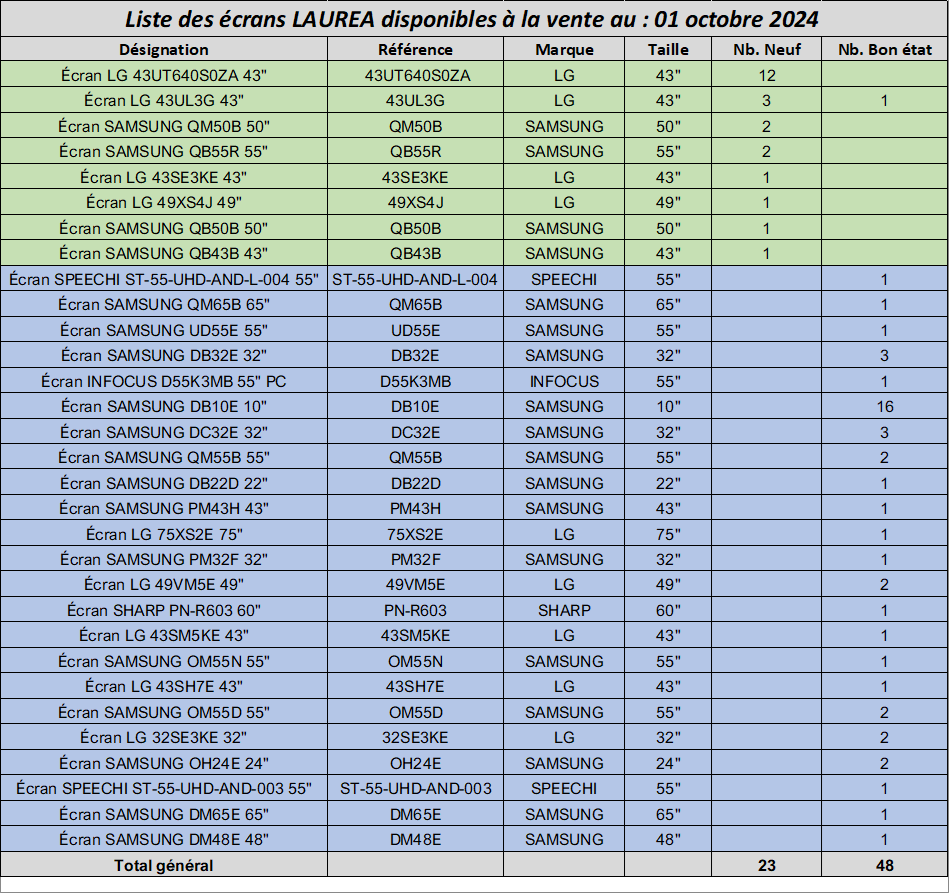 Liste des écrans LAUREA disponibles à la vente au : 01 octobre 2024
Désignation Référence Marque Taille Nb. Neuf Nb. Bon état
Écran LG 43UT640S0ZA 43" 43UT640S0ZA LG 43" 12
Écran LG 43UL3G 43" 43UL3G LG 43" 3 1
Écran SAMSUNG QM50B 50" QM50B SAMSUNG 50" 2
Écran SAMSUNG QB55R 55" QB55R SAMSUNG 55" 2
Écran LG 43SE3KE 43" 43SE3KE LG 43" 1
Écran LG 49XS4J 49" 49XS4J LG 49" 1
Écran SAMSUNG QB50B 50" QB50B SAMSUNG 50" 1
Écran SAMSUNG QB43B 43" QB43B SAMSUNG 43" 1
Écran SPEECHI ST-55-UHD-AND-L-004 55" ST-55-UHD-AND-L-004 SPEECHI 55" 1
Écran SAMSUNG QM65B 65" QM65B SAMSUNG 65" 1
Écran SAMSUNG UD55E 55" UD55E SAMSUNG 55" 1
Écran SAMSUNG DB32E 32" DB32E SAMSUNG 32" 3
Écran INFOCUS D55K3MB 55" PC D55K3MB INFOCUS 55" 1
Écran SAMSUNG DB10E 10" DB10E SAMSUNG 10" 16
Écran SAMSUNG DC32E 32" DC32E SAMSUNG 32" 3
Écran SAMSUNG QM55B 55" QM55B SAMSUNG 55" 2
Écran SAMSUNG DB22D 22" DB22D SAMSUNG 22" 1
Écran SAMSUNG PM43H 43" PM43H SAMSUNG 43" 1
Écran LG 75XS2E 75" 75XS2E LG 75" 1
Écran SAMSUNG PM32F 32" PM32F SAMSUNG 32" 1
Écran LG 49VM5E 49" 49VM5E LG 49" 2
Écran SHARP PN-R603 60" PN-R603 SHARP 60" 1
Écran LG 43SM5KE 43" 43SM5KE LG 43" 1
Écran SAMSUNG OM55N 55" OM55N SAMSUNG 55" 1
Écran LG 43SH7E 43" 43SH7E LG 43" 1
Écran SAMSUNG OM55D 55" OM55D SAMSUNG 55" 2
Écran LG 32SE3KE 32" 32SE3KE LG 32" 2
Écran SAMSUNG OH24E 24" OH24E SAMSUNG 24" 2
Écran SPEECHI ST-55-UHD-AND-003 55" ST-55-UHD-AND-003 SPEECHI 55" 1
Écran SAMSUNG DM65E 65" DM65E SAMSUNG 65" 1
Écran SAMSUNG DM48E 48" DM48E SAMSUNG 48" 1
Total général 23 48